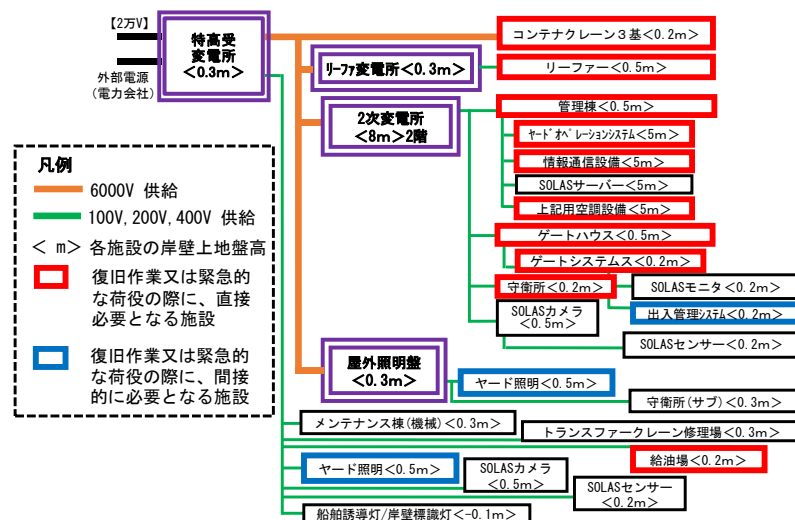 【2万V】
外部電源
(電力会社)
特高受
変電所
<0.3m>
コンテナクレーン３基<0.2m>
ﾘｰﾌｧ変電所<0.3m>
リーファー<0.5m>
2次変電所
<8m>2階
管理棟<0.5m>
ﾔｰﾄﾞｵﾍﾟﾚｰｼｮﾝｼｽﾃﾑ<5m>
情報通信設備<5m>
SOLASサーバー<5m>
上記用空調設備<5m>
ゲートハウス<0.5m>
ゲートシステムス<0.2m>
守衛所<0.2m>
SOLASモニタ<0.2m>
出入管理ｼｽﾃﾑ<0.2m>
SOLASカメラ
<0.5m>
SOLASセンサー<0.2m>
屋外照明盤
<0.3m>
ヤード照明<0.5m>
守衛所(サブ)<0.3m>
メンテナンス棟(機械)<0.3m>
トランスファークレーン修理場<0.3m>
給油場<0.2m>
ヤード照明<0.5m>
SOLASカメラ
<0.5m>
SOLASセンサー
<0.2m>
船舶誘導灯/岸壁標識灯<-0.1m>
凡例
6000V 供給
100V,200V,400V 供給
< m> 各施設の岸壁上地盤高
復旧作業又は緊急的
な荷役の際に、直接
必要となる施設
復旧作業又は緊急的
な荷役の際に、間接
的に必要となる施設